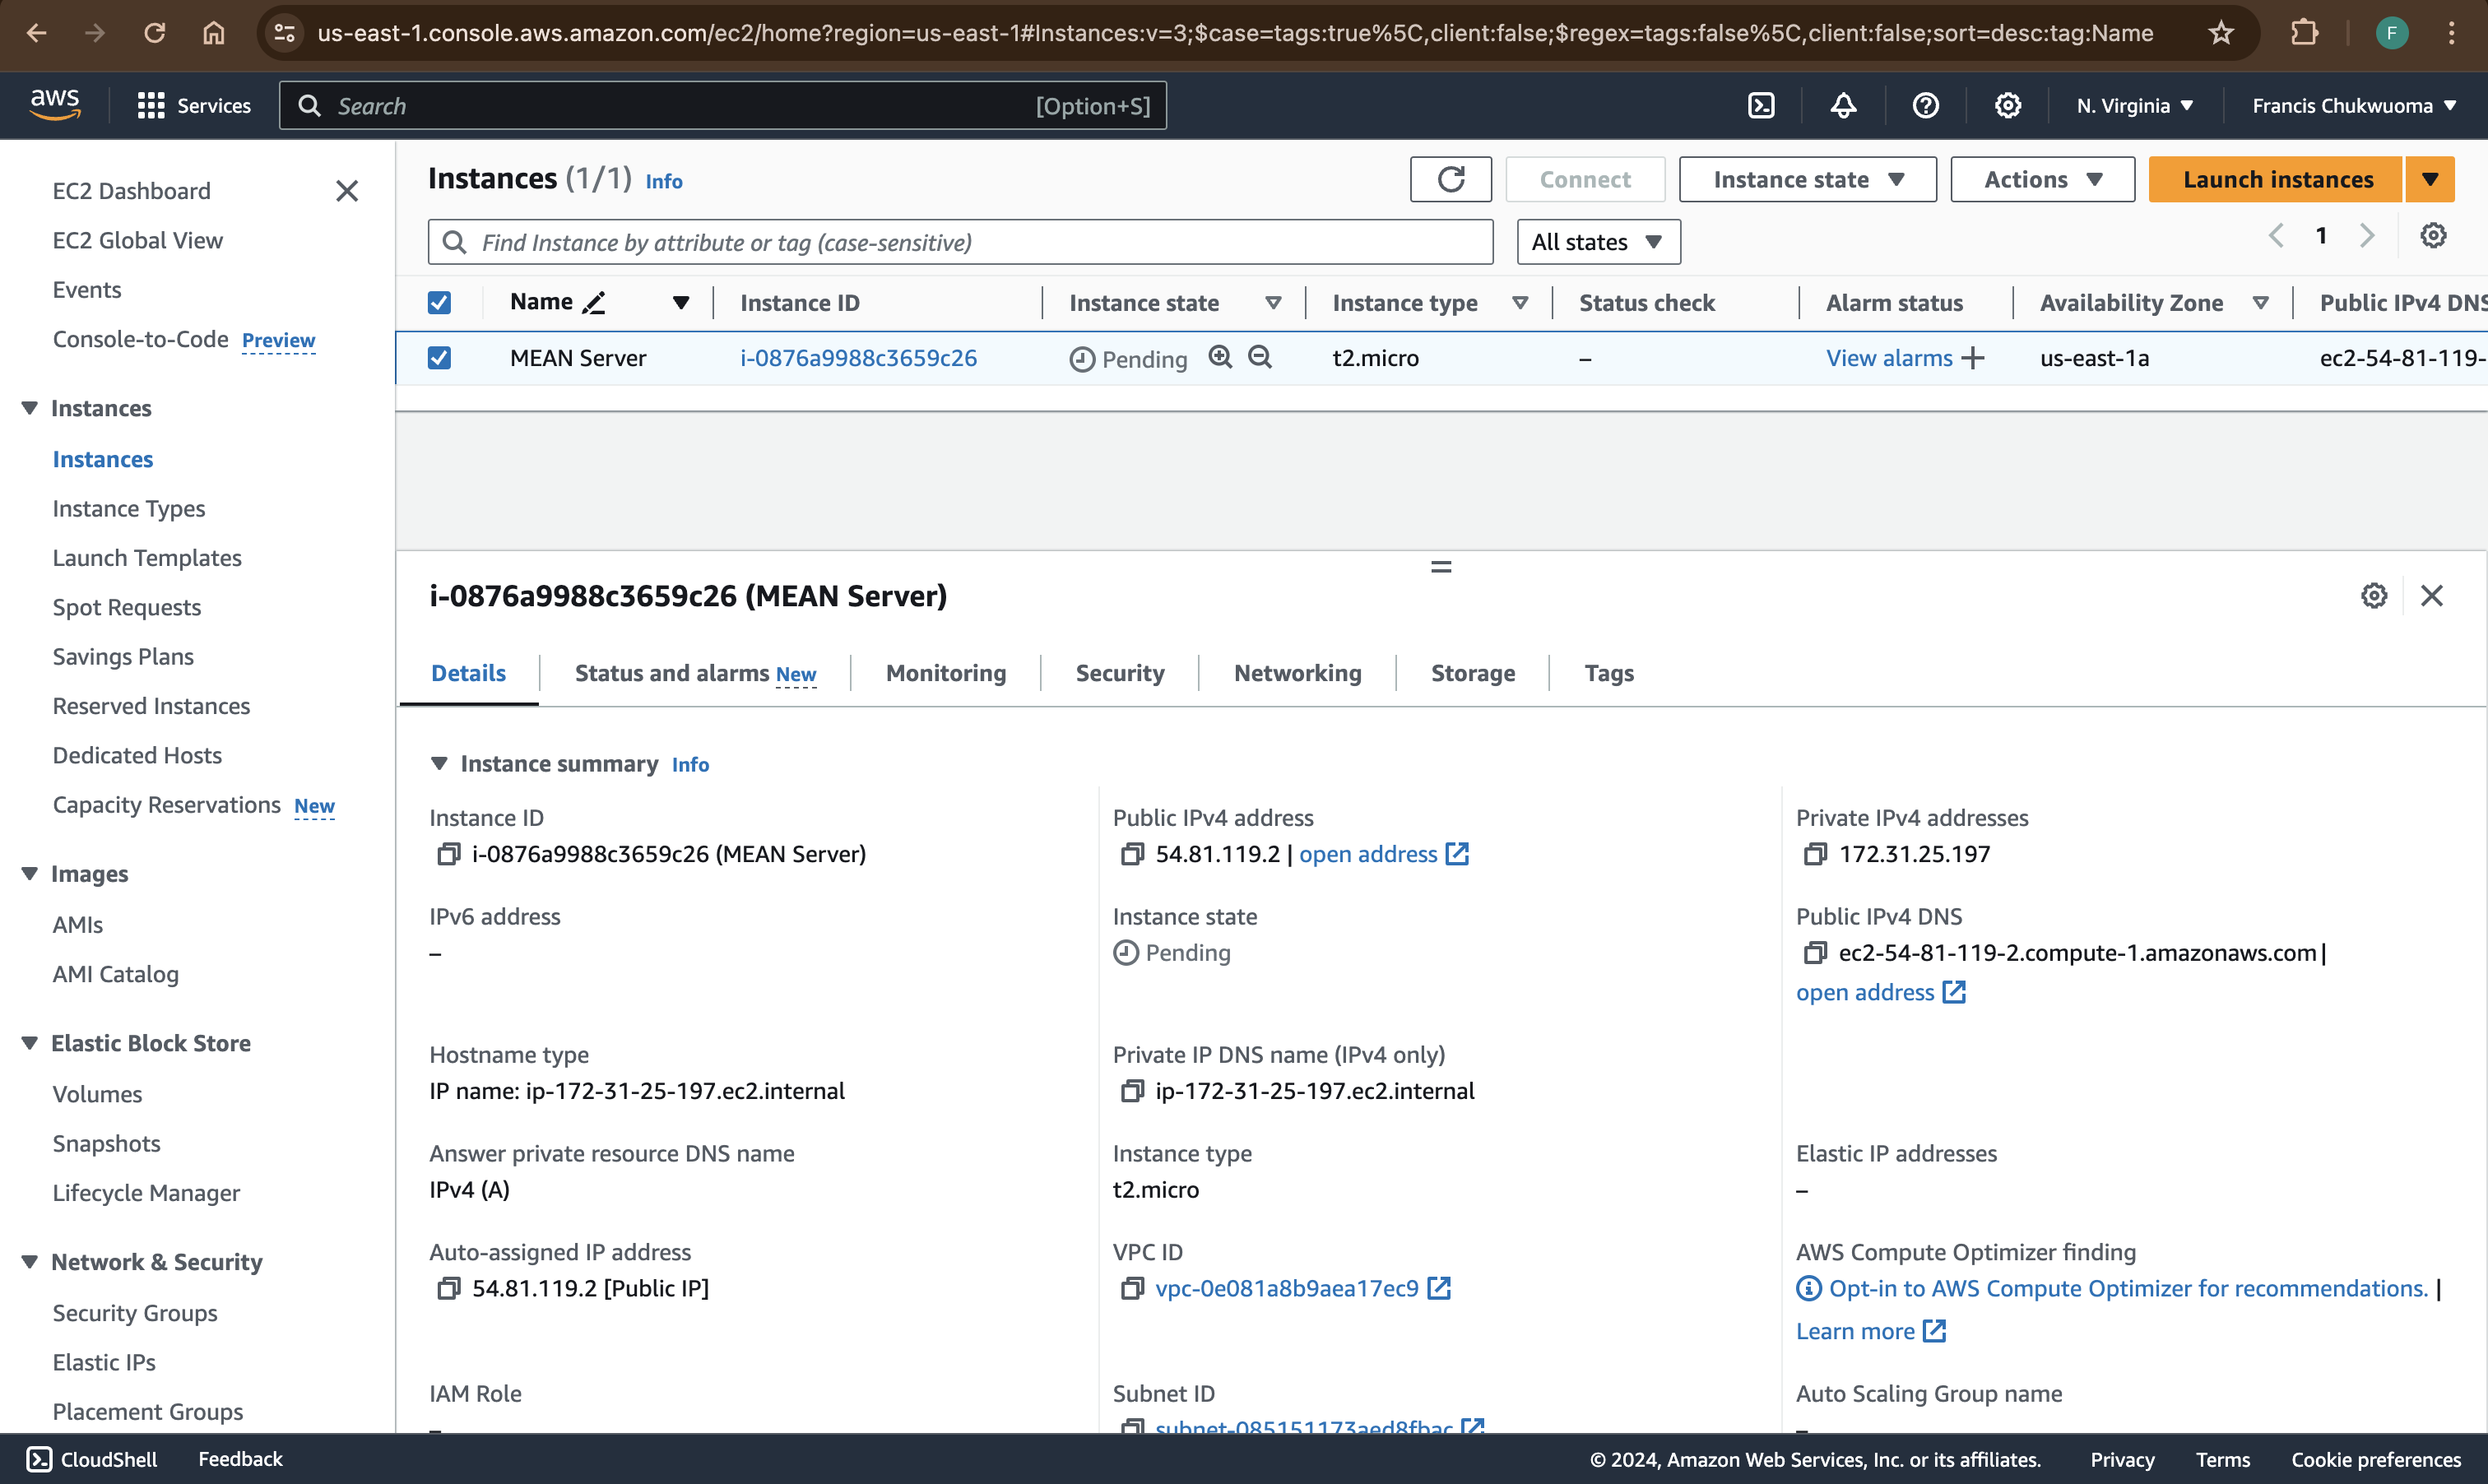 us-east-1.console.aws.amazon.com/ec2/home?region=us-east-1#Instances:v=3;$case=tags:true%5C,client:false;$regex=tags:false%5C,client:false;sort=desc:tag:Name
F
aws
Services
Search
[Option+S]
N. Virginia
Francis Chukwuoma
EC2 Dashboard
EC2 Global View
Events
Console-to-Code Preview
Instances
Instances
Instance Types
Launch Templates
Spot Requests
Savings Plans
Reserved Instances
Dedicated Hosts
Capacity Reservations New
Images
AMIs
AMI Catalog
Elastic Block Store
Volumes
Snapshots
Lifecycle Manager
Network & Security
Security Groups
Elastic IPs
Placement Groups
Instances (1/1) Info
Connect
Instance state
Actions
Launch instances
Find Instance by attribute or tag (case-sensitive)
All states
1
Name Instance ID Instance state Instance type Status check Alarm status Availability Zone Public IPv4 DNS
MEAN Server i-0876a9988c3659c26 Pending t2.micro – View alarms + us-east-1a ec2-54-81-119-
i-0876a9988c3659c26 (MEAN Server)
Details Status and alarms New Monitoring Security Networking Storage Tags
Instance summary Info
Instance ID
i-0876a9988c3659c26 (MEAN Server)
Public IPv4 address
54.81.119.2 | open address
Private IPv4 addresses
172.31.25.197
IPv6 address
–
Instance state
Pending
Public IPv4 DNS
ec2-54-81-119-2.compute-1.amazonaws.com |
open address
Hostname type
IP name: ip-172-31-25-197.ec2.internal
Private IP DNS name (IPv4 only)
ip-172-31-25-197.ec2.internal
Answer private resource DNS name
IPv4 (A)
Instance type
t2.micro
Elastic IP addresses
–
Auto-assigned IP address
54.81.119.2 [Public IP]
VPC ID
vpc-0e081a8b9aea17ec9
AWS Compute Optimizer finding
Opt-in to AWS Compute Optimizer for recommendations. |
Learn more
IAM Role
–
Subnet ID
subnet-085151173aed8fbac
Auto Scaling Group name
–
CloudShell
Feedback
© 2024, Amazon Web Services, Inc. or its affiliates.
Privacy
Terms
Cookie preferences